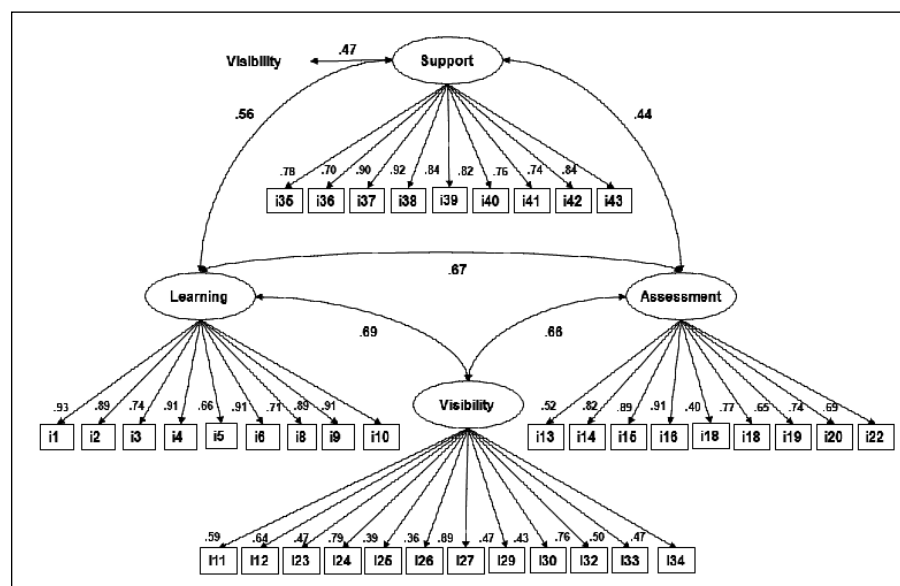 .47
Visibility Support
.56 .44
.78 .70 .90 .92 .84 .82 .75 .74 .84
i35 i36 i37 i38 i39 i40 i41 i42 i43
.67
Learning Assessment
.69 .66
.93 .89 .74 .91 .66 .91 .71 .89 .91
i1 i2 i3 i4 i5 i6 i8 i9 i10
Visibility
.52 .82 .89 .91 .40 .77 .65 .74 .69
i13 i14 i15 i16 i18 i18 i19 i20 i22
.59 .64 .47 .79 .39 .36 .89 .47 .43 .76 .50 .47
I11 I12 I23 I24 I25 I26 I27 I29 I30 I32 I33 I34